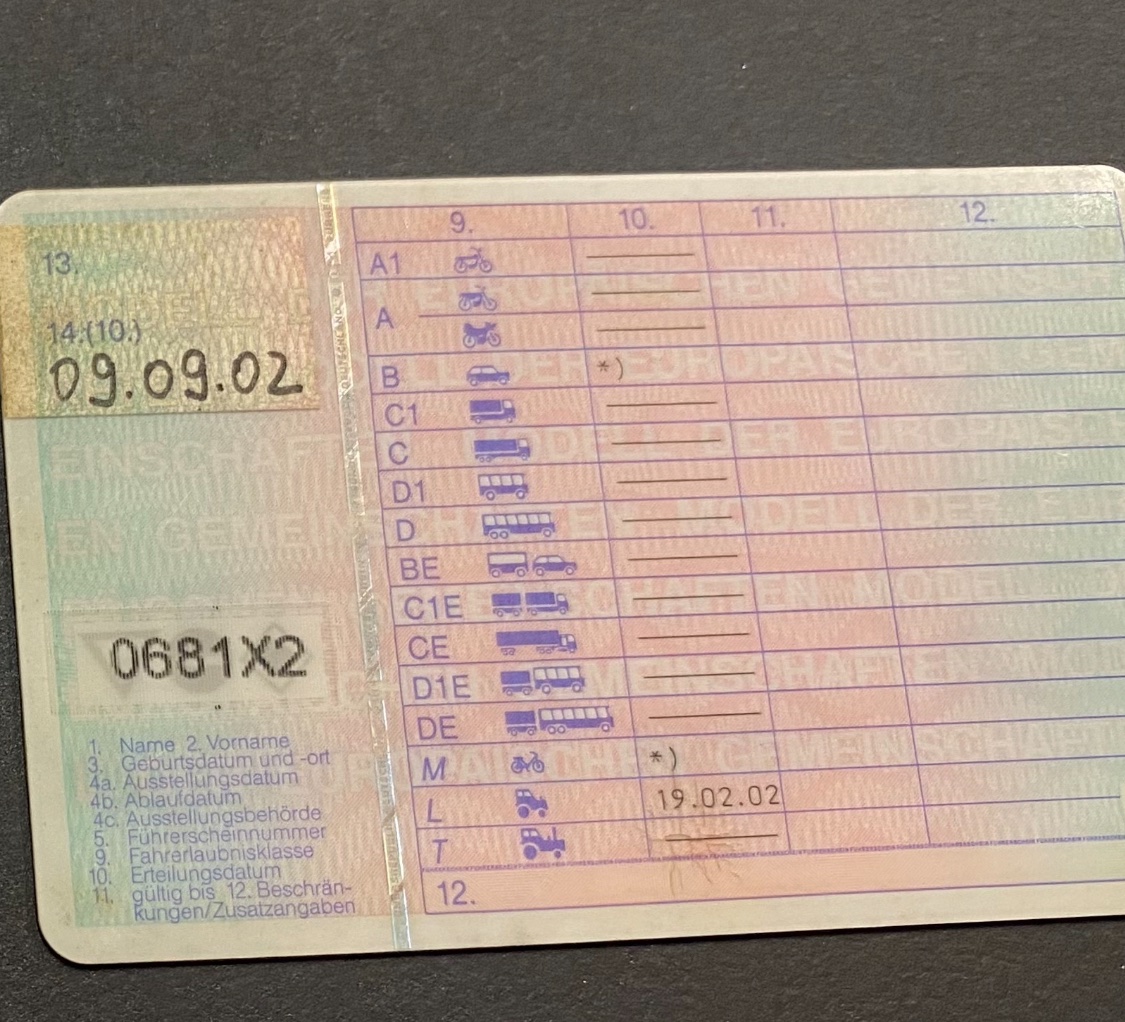 13.
14.(10.)
09.09.02
0681X2
1. Name 2. Vorname
3. Geburtsdatum und -ort
4a. Ausstellungsdatum
4b. Ablaufdatum
4c. Ausstellungsbehörde
5. Führerscheinnummer
9. Fahrerlaubnisklasse
10. Erteilungsdatum
11. gültig bis 12. Beschrän-
kungen/Zusatzangaben
9. 10. 11. 12.
A1
A
B *)
C1
C
D1
D
BE
C1E
CE
D1E
DE
M *)
L 19.02.02
T
12.